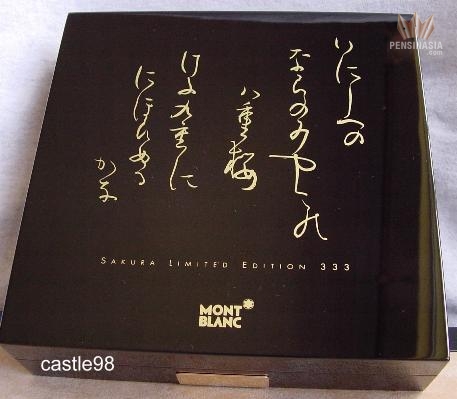 いにしへの
ならのみやこの
八重桜
けふ九重に
にほひぬる
かな
SAKURA LIMITED EDITION 333
MONT
BLANC
castle98
PENSINASIA.COM